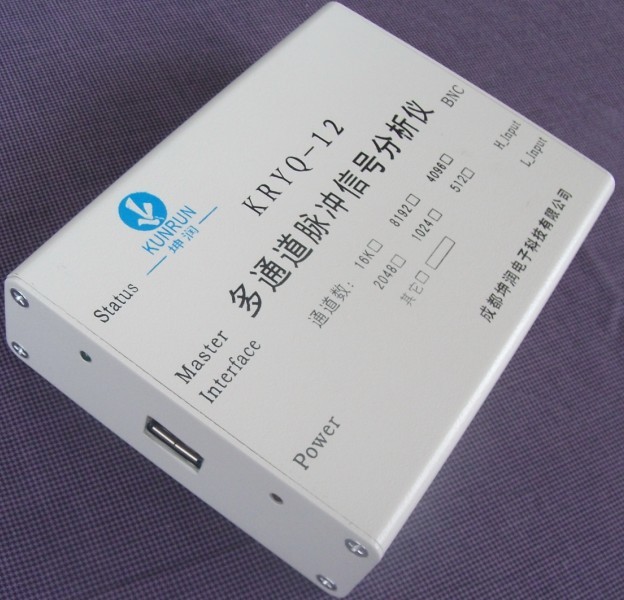 KUNRUN
坤润
KRYQ-12
多通道脉冲信号分析仪
通道数: 16K□ 8192□ 4096□
2048□ 1024□ 512□
其它□
BNC
H_Input
L_Input
Status
Master
Interface
Power
成都坤润电子科技有限公司